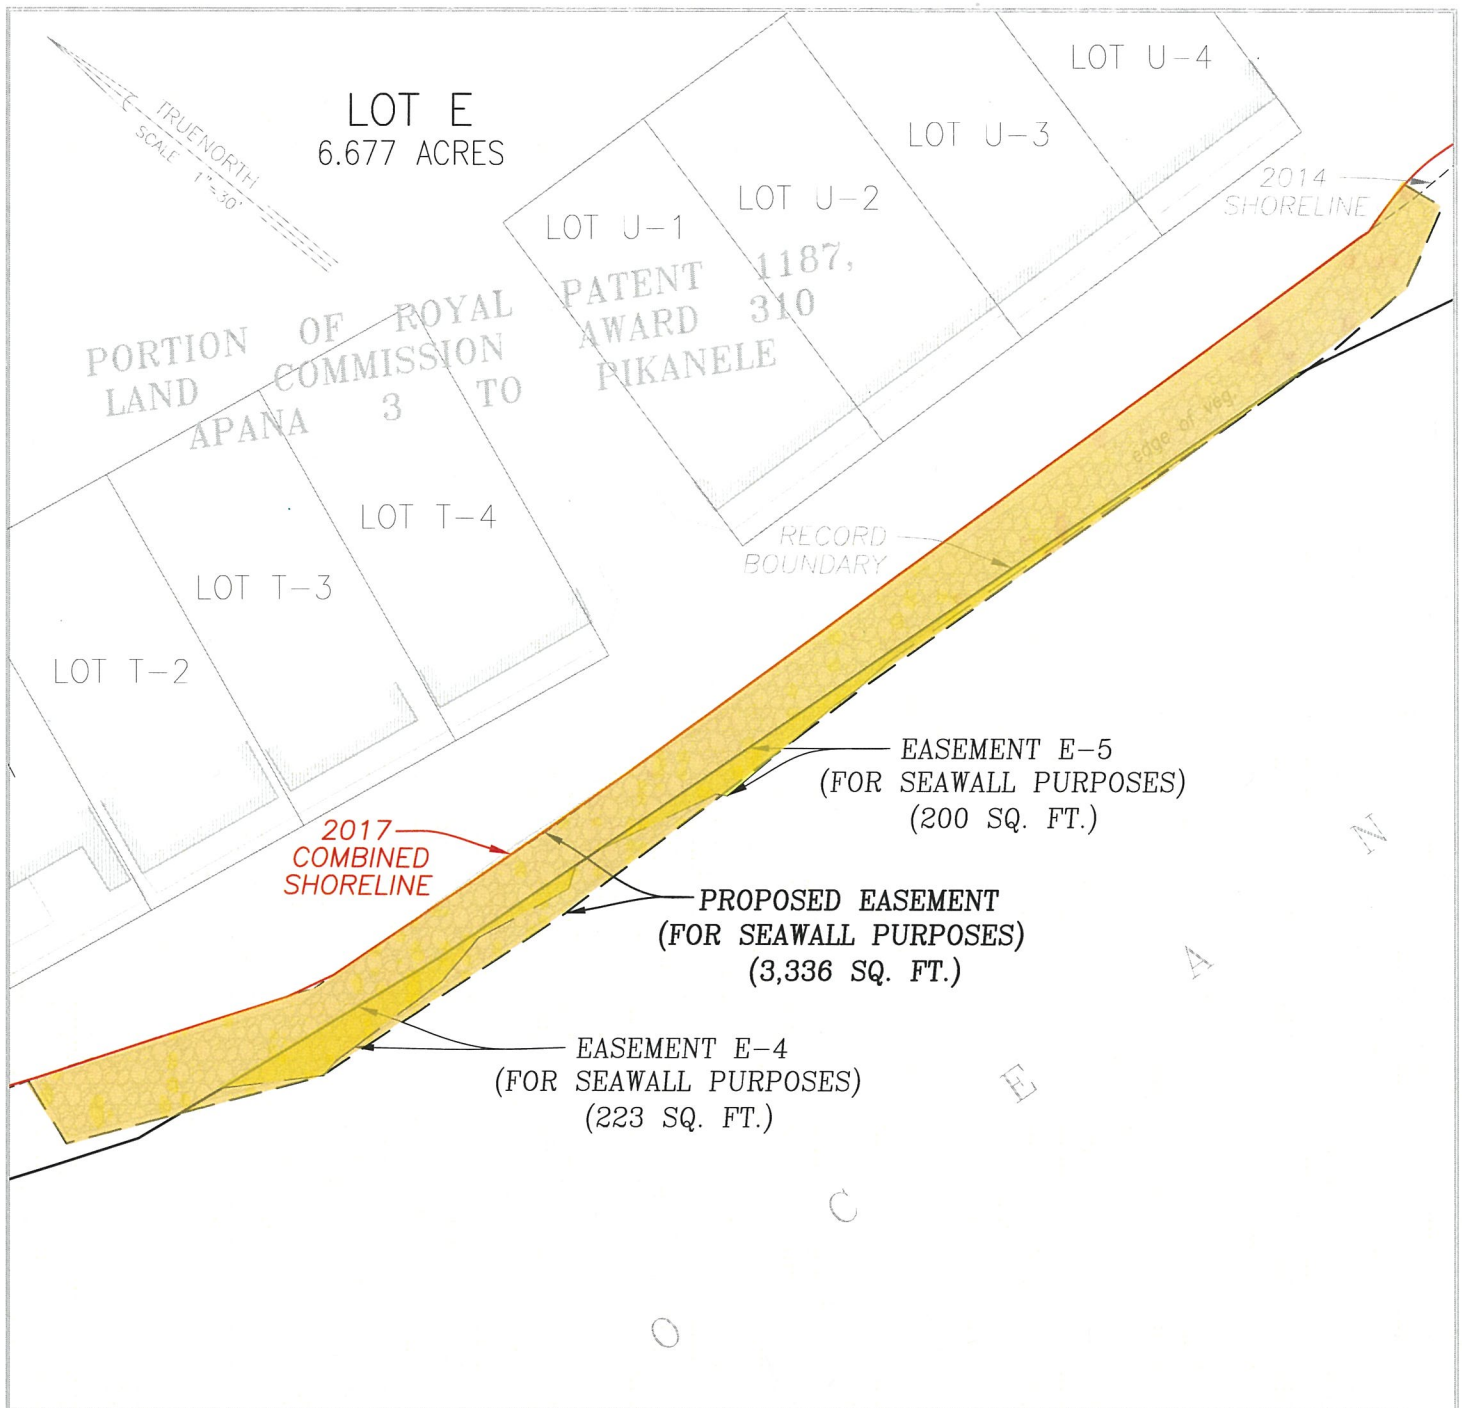 LOT E
6.677 ACRES
TRUE NORTH
SCALE 1"=30'
LOT U-4
LOT U-3
LOT U-2
LOT U-1
2014
SHORELINE
PORTION OF ROYAL PATENT 1187,
LAND COMMISSION AWARD 310
APANA 3 TO PIKANELE
edge of veg.
LOT T-4
LOT T-3
LOT T-2
RECORD
BOUNDARY
EASEMENT E-5
(FOR SEAWALL PURPOSES)
(200 SQ. FT.)
2017
COMBINED
SHORELINE
PROPOSED EASEMENT
(FOR SEAWALL PURPOSES)
(3,336 SQ. FT.)
EASEMENT E-4
(FOR SEAWALL PURPOSES)
(223 SQ. FT.)
OCEAN